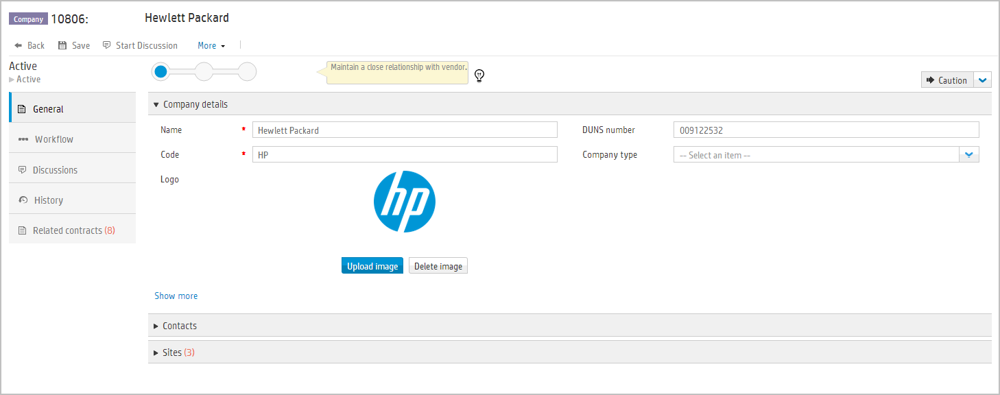 Company 10806: Hewlett Packard
Back Save Start Discussion More
Active
Active
Maintain a close relationship with vendor.
Caution
General
Workflow
Discussions
History
Related contracts (8)
Company details
Name * Hewlett Packard DUNS number 009122532
Code * HP Company type -- Select an item --
Logo
hp
Upload image Delete image
Show more
Contacts
Sites (3)